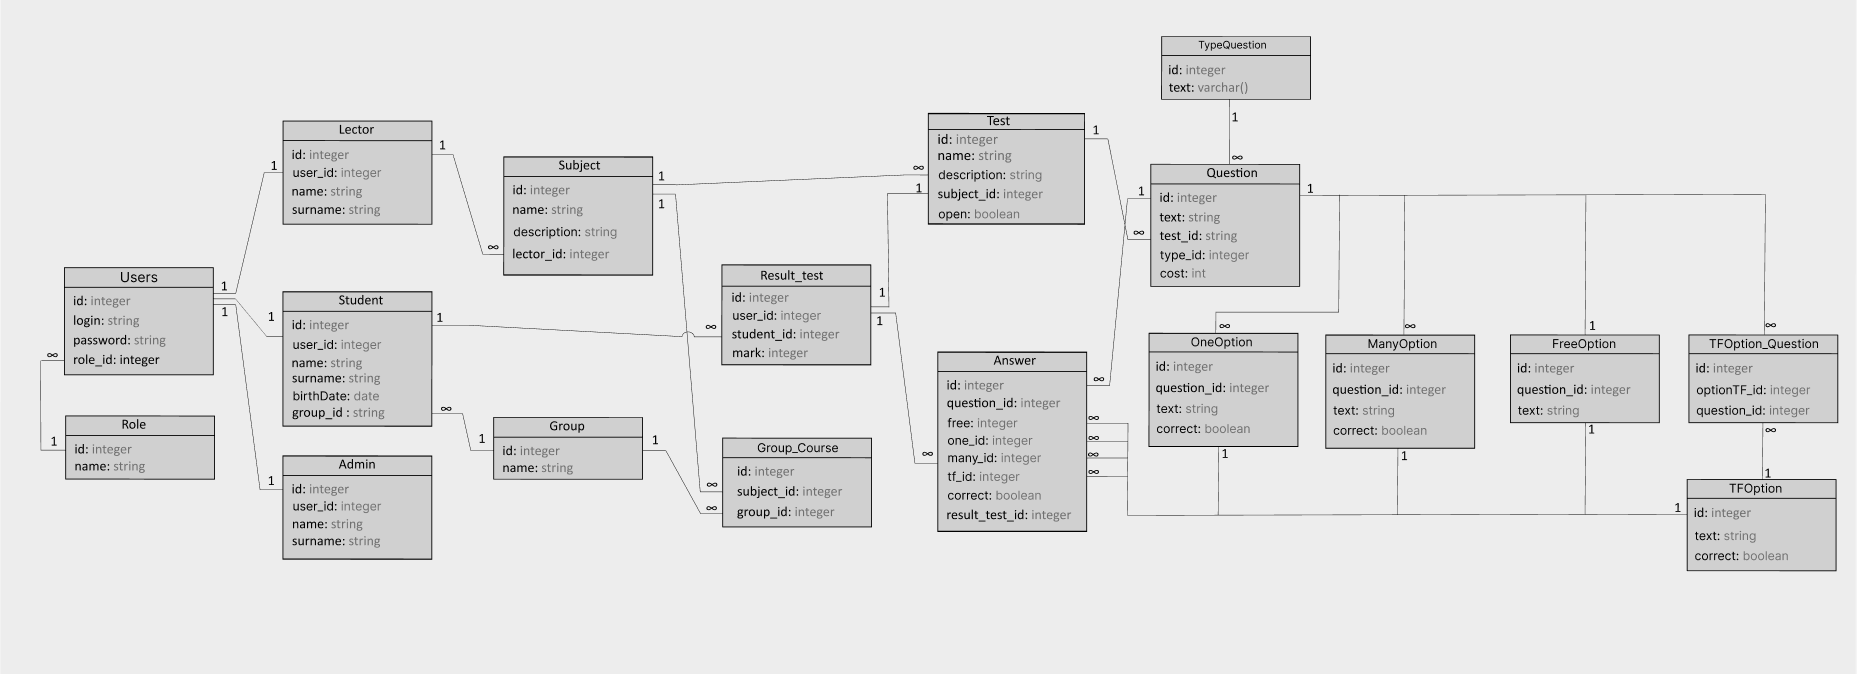 TypeQuestion
id: integer
text: varchar()
1
∞
Lector
id: integer
user_id: integer
name: string
surname: string
1
1
Subject
id: integer
name: string
description: string
lector_id: integer
∞
1
1
Test
id: integer
name: string
description: string
subject_id: integer
open: boolean
∞
1
1
Question
id: integer
text: string
test_id: string
type_id: integer
cost: int
1
∞
1
Users
id: integer
login: string
password: string
role_id: integer
1
1
∞
Student
id: integer
user_id: integer
name: string
surname: string
birthDate: date
group_id : string
1
1
∞
Result_test
id: integer
user_id: integer
student_id: integer
mark: integer
∞
1
1
Answer
id: integer
question_id: integer
free: integer
one_id: integer
many_id: integer
tf_id: integer
correct: boolean
result_test_id: integer
∞
∞
∞
∞
∞
∞
OneOption
id: integer
question_id: integer
text: string
correct: boolean
∞
1
ManyOption
id: integer
question_id: integer
text: string
correct: boolean
∞
1
FreeOption
id: integer
question_id: integer
text: string
1
1
TFOption_Question
id: integer
optionTF_id: integer
question_id: integer
∞
∞
1
Role
id: integer
name: string
1
Admin
id: integer
user_id: integer
name: string
surname: string
1
Group
id: integer
name: string
1
1
Group_Course
id: integer
subject_id: integer
group_id: integer
∞
∞
TFOption
id: integer
text: string
correct: boolean
1